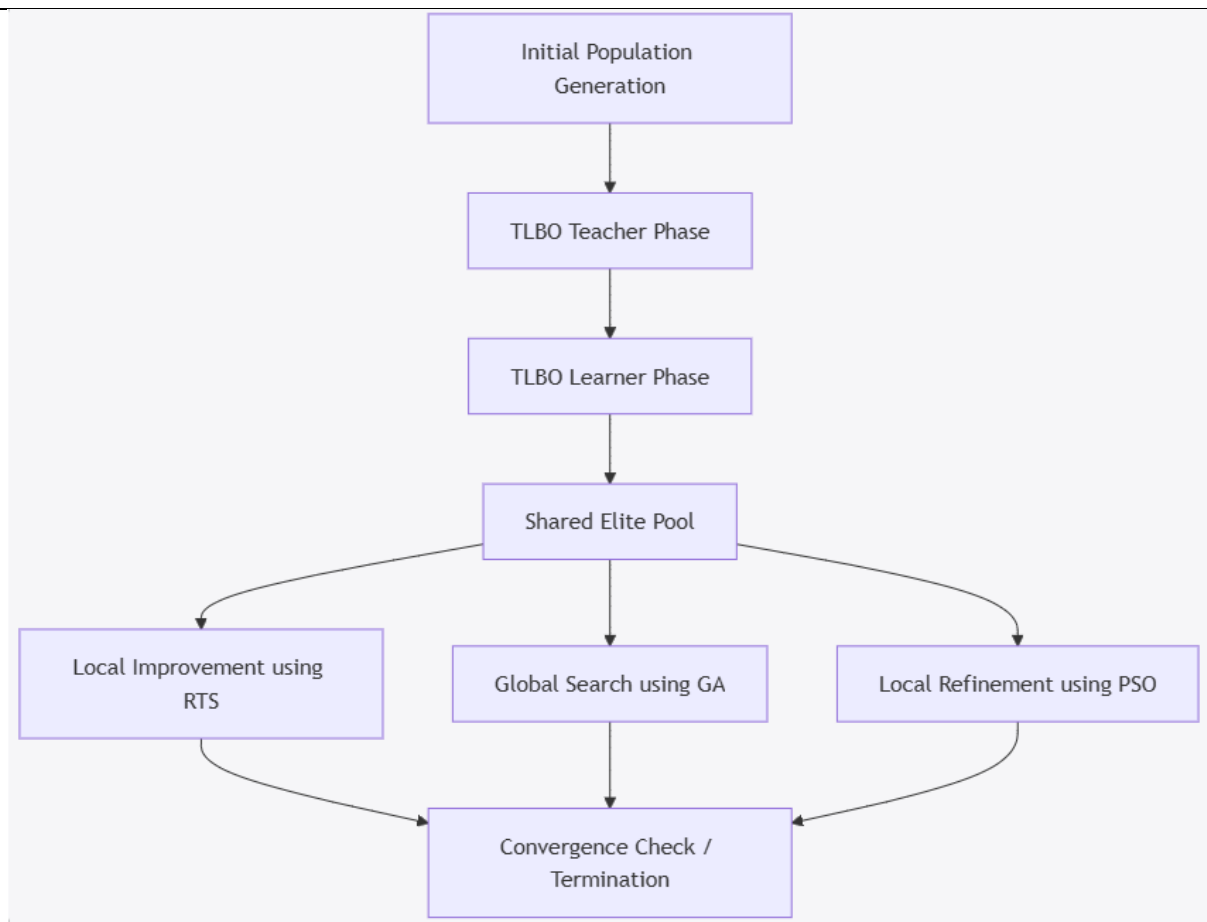 Initial Population
Generation
TLBO Teacher Phase
TLBO Learner Phase
Shared Elite Pool
Local Improvement using
RTS
Global Search using GA
Local Refinement using PSO
Convergence Check /
Termination